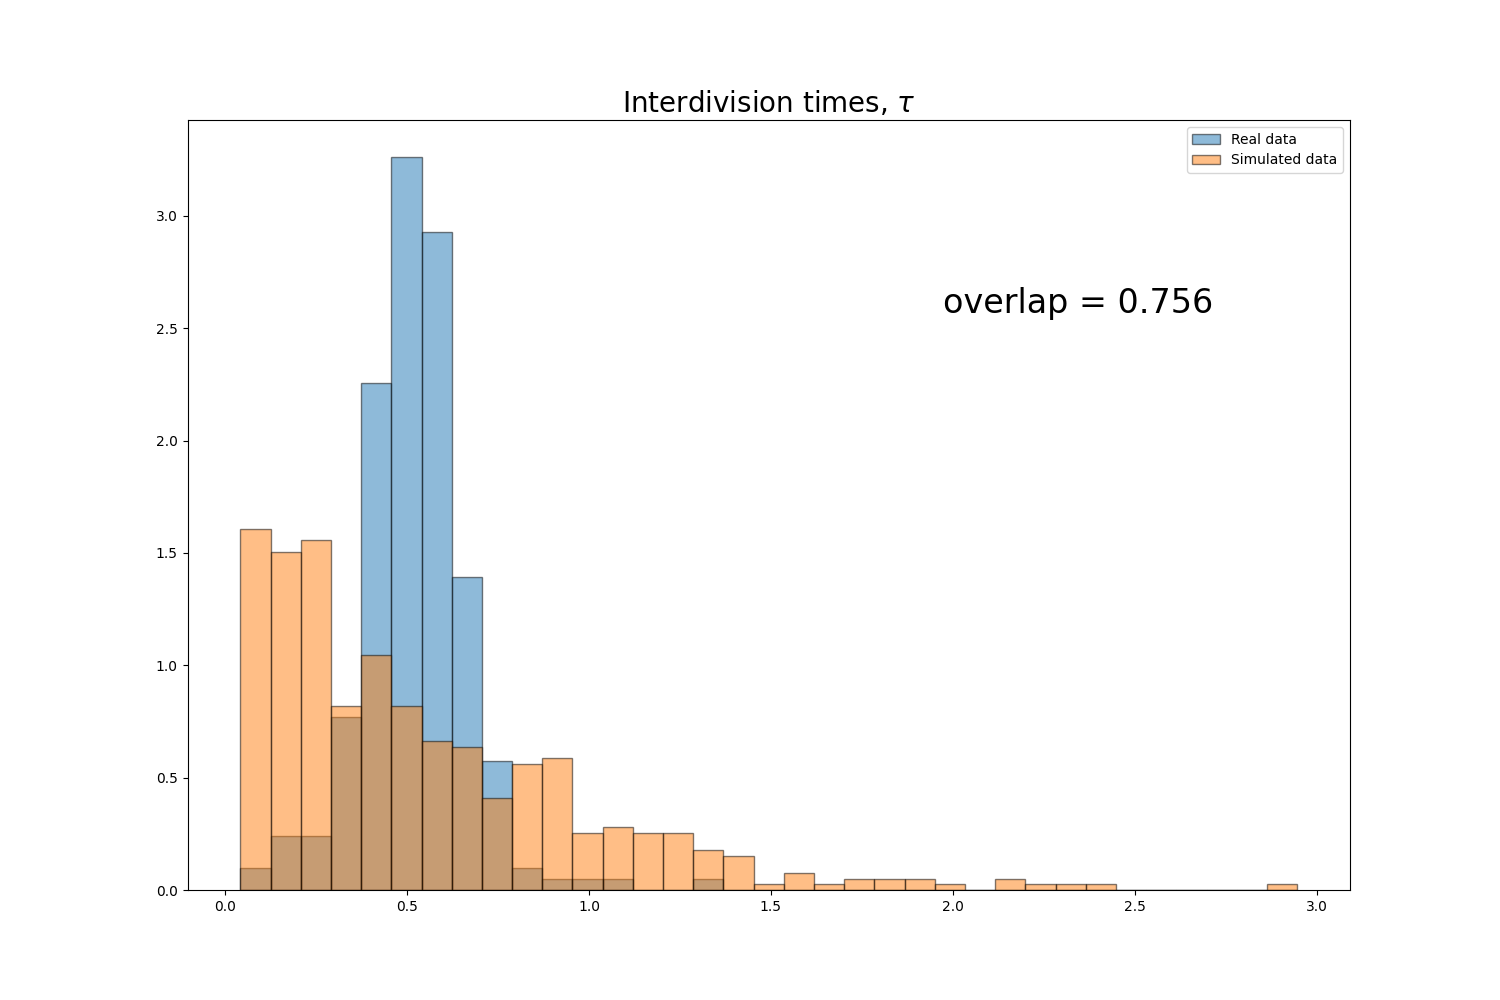 Interdivision times, τ
Real data
Simulated data
overlap = 0.756
3.0
2.5
2.0
1.5
1.0
0.5
0.0
0.0 0.5 1.0 1.5 2.0 2.5 3.0